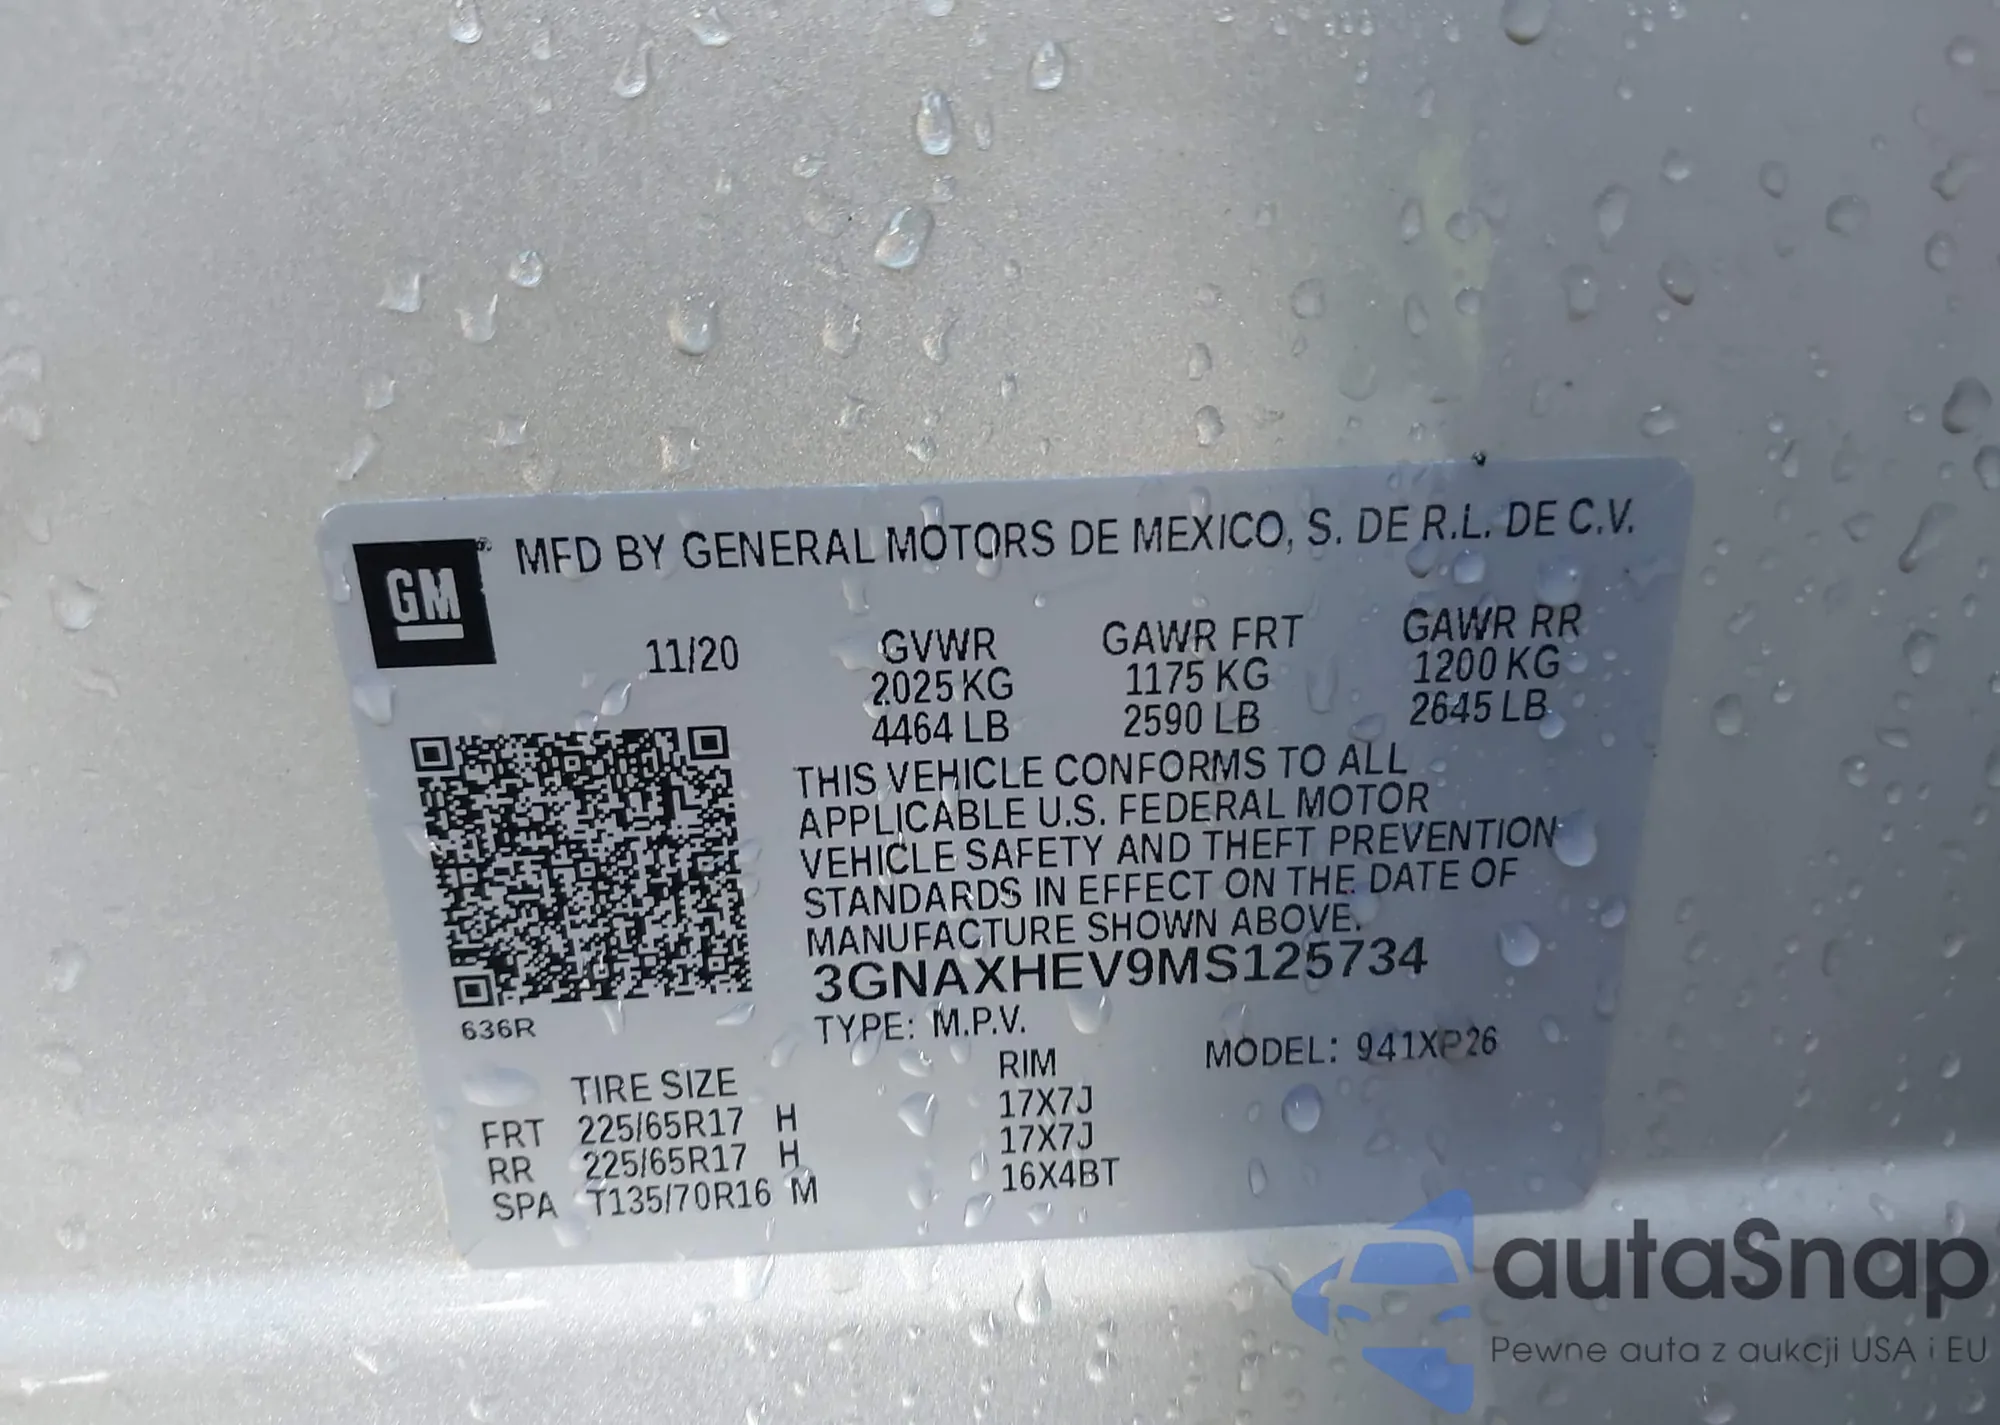 GM
MFD BY GENERAL MOTORS DE MEXICO, S. DE R.L. DE C.V.
11/20 GVWR GAWR FRT GAWR RR
2025 KG 1175 KG 1200 KG
4464 LB 2590 LB 2645 LB
THIS VEHICLE CONFORMS TO ALL
APPLICABLE U.S. FEDERAL MOTOR
VEHICLE SAFETY AND THEFT PREVENTION
STANDARDS IN EFFECT ON THE DATE OF
MANUFACTURE SHOWN ABOVE.
3GNAXHEV9MS125734
636R
TYPE: M.P.V.
MODEL: 941XP26
TIRE SIZE RIM
FRT 225/65R17 H 17X7J
RR 225/65R17 H 17X7J
SPA T135/70R16 M 16X4BT
autaSnap
Pewne auta z aukcji USA i EU